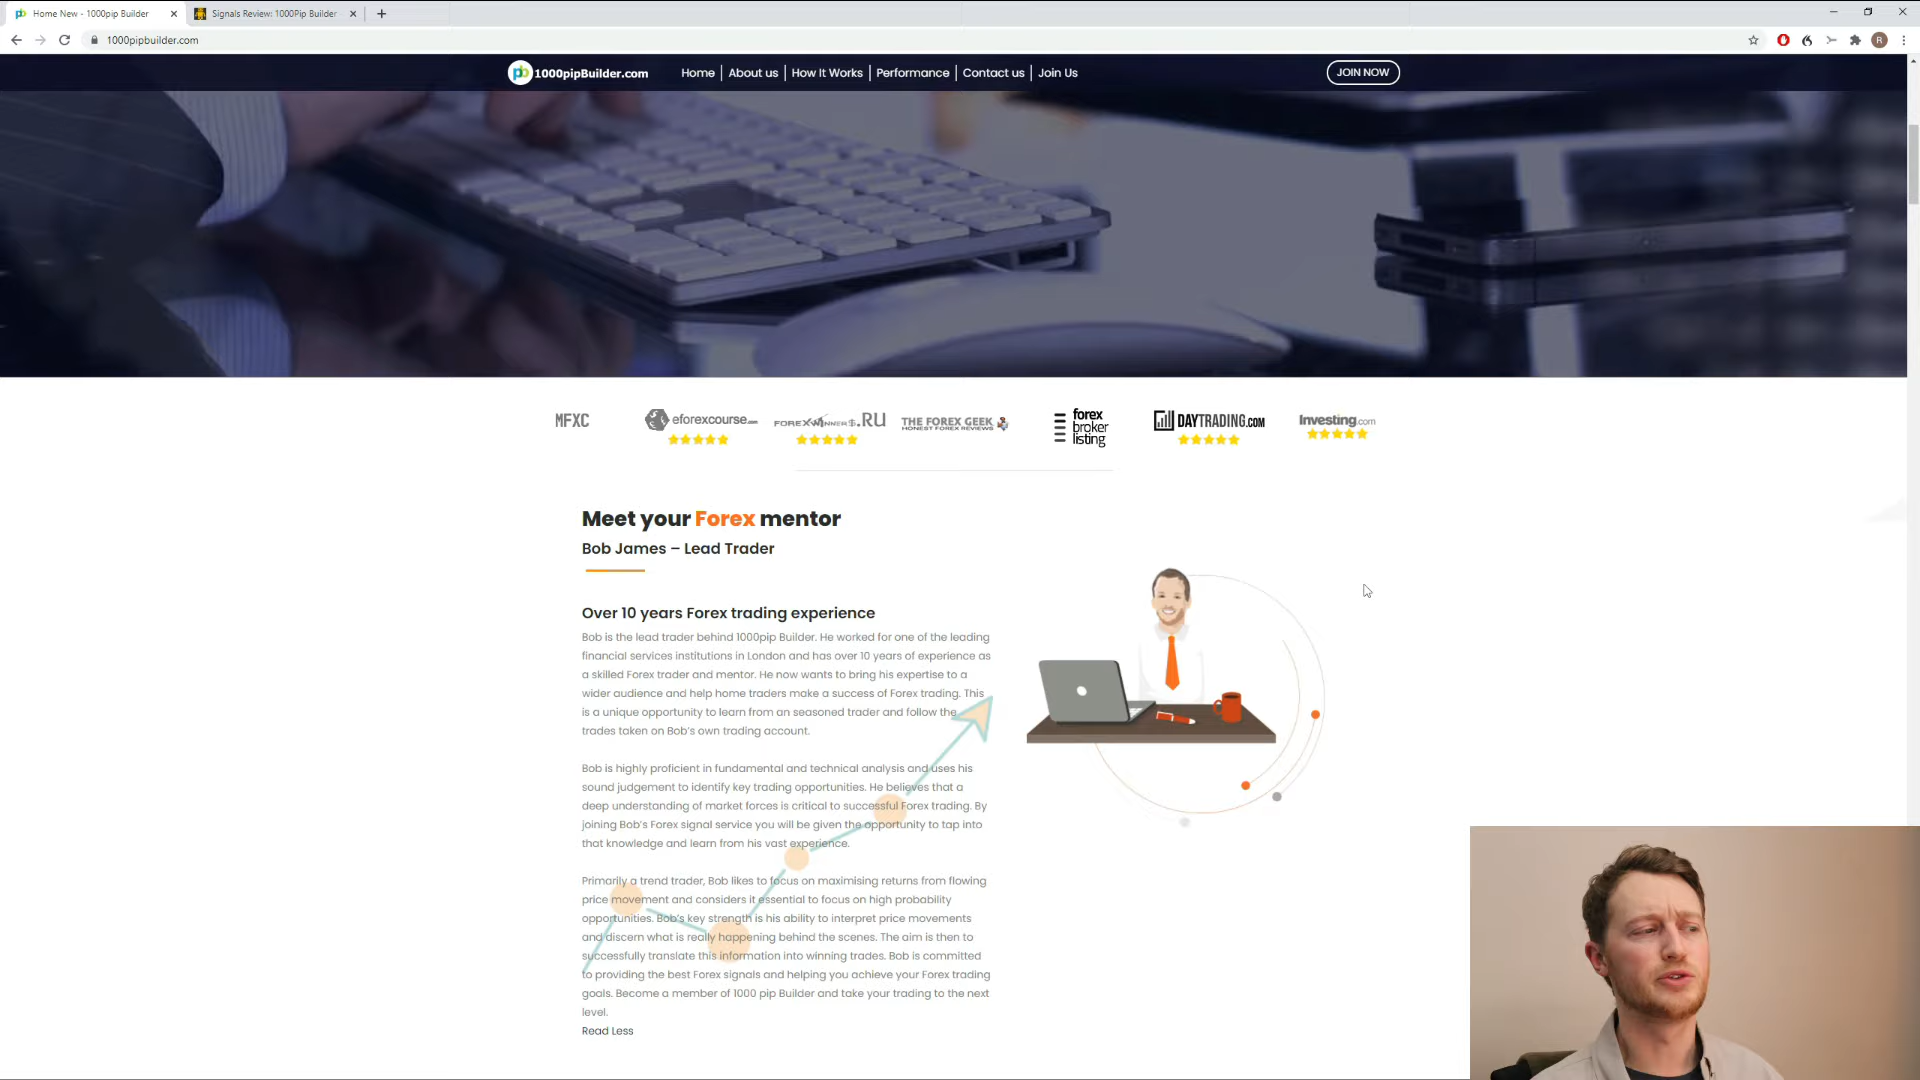 Home New - 1000pip Builder
Signals Review: 1000Pip Builder
1000pipbuilder.com
R
pb 1000pipBuilder.com
Home
About us
How It Works
Performance
Contact us
Join Us
JOIN NOW
MFXC
eforexcourse.com
FOREXWINNER$.RU
THE FOREX GEEK
HONEST FOREX REVIEWS
forex
broker
listing
DAYTRADING.COM
Investing.com
Meet your Forex mentor
Bob James – Lead Trader
Over 10 years Forex trading experience
Bob is the lead trader behind 1000pip Builder. He worked for one of the leading
financial services institutions in London and has over 10 years of experience as
a skilled Forex trader and mentor. He now wants to bring his expertise to a
wider audience and help home traders make a success of Forex trading. This
is a unique opportunity to learn from an seasoned trader and follow the
trades taken on Bob's own trading account.
Bob is highly proficient in fundamental and technical analysis and uses his
sound judgement to identify key trading opportunities. He believes that a
deep understanding of market forces is critical to successful Forex trading. By
joining Bob's Forex signal service you will be given the opportunity to tap into
that knowledge and learn from his vast experience.
Primarily a trend trader, Bob likes to focus on maximising returns from flowing
price movement and considers it essential to focus on high probability
opportunities. Bob's key strength is his ability to interpret price movements
and discern what is really happening behind the scenes. The aim is then to
successfully translate this information into winning trades. Bob is committed
to providing the best Forex signals and helping you achieve your Forex trading
goals. Become a member of 1000 pip Builder and take your trading to the next
level.
Read Less